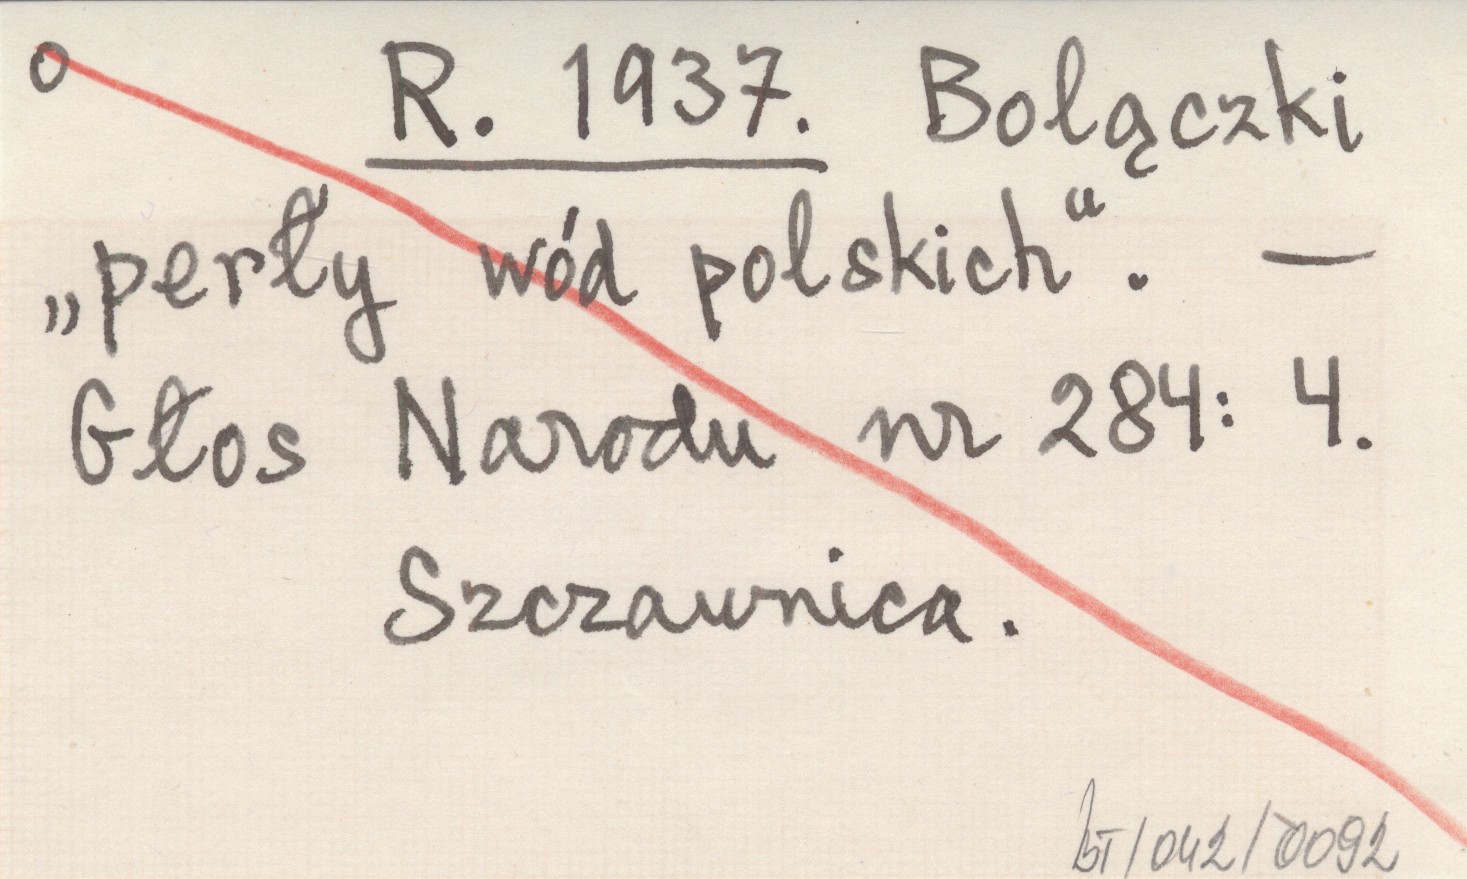 o R. 1937. Bolączki
„perły wód polskich“. —
Głos Narodu nr 284: 4.
Szczawnica.
BT/042/0092